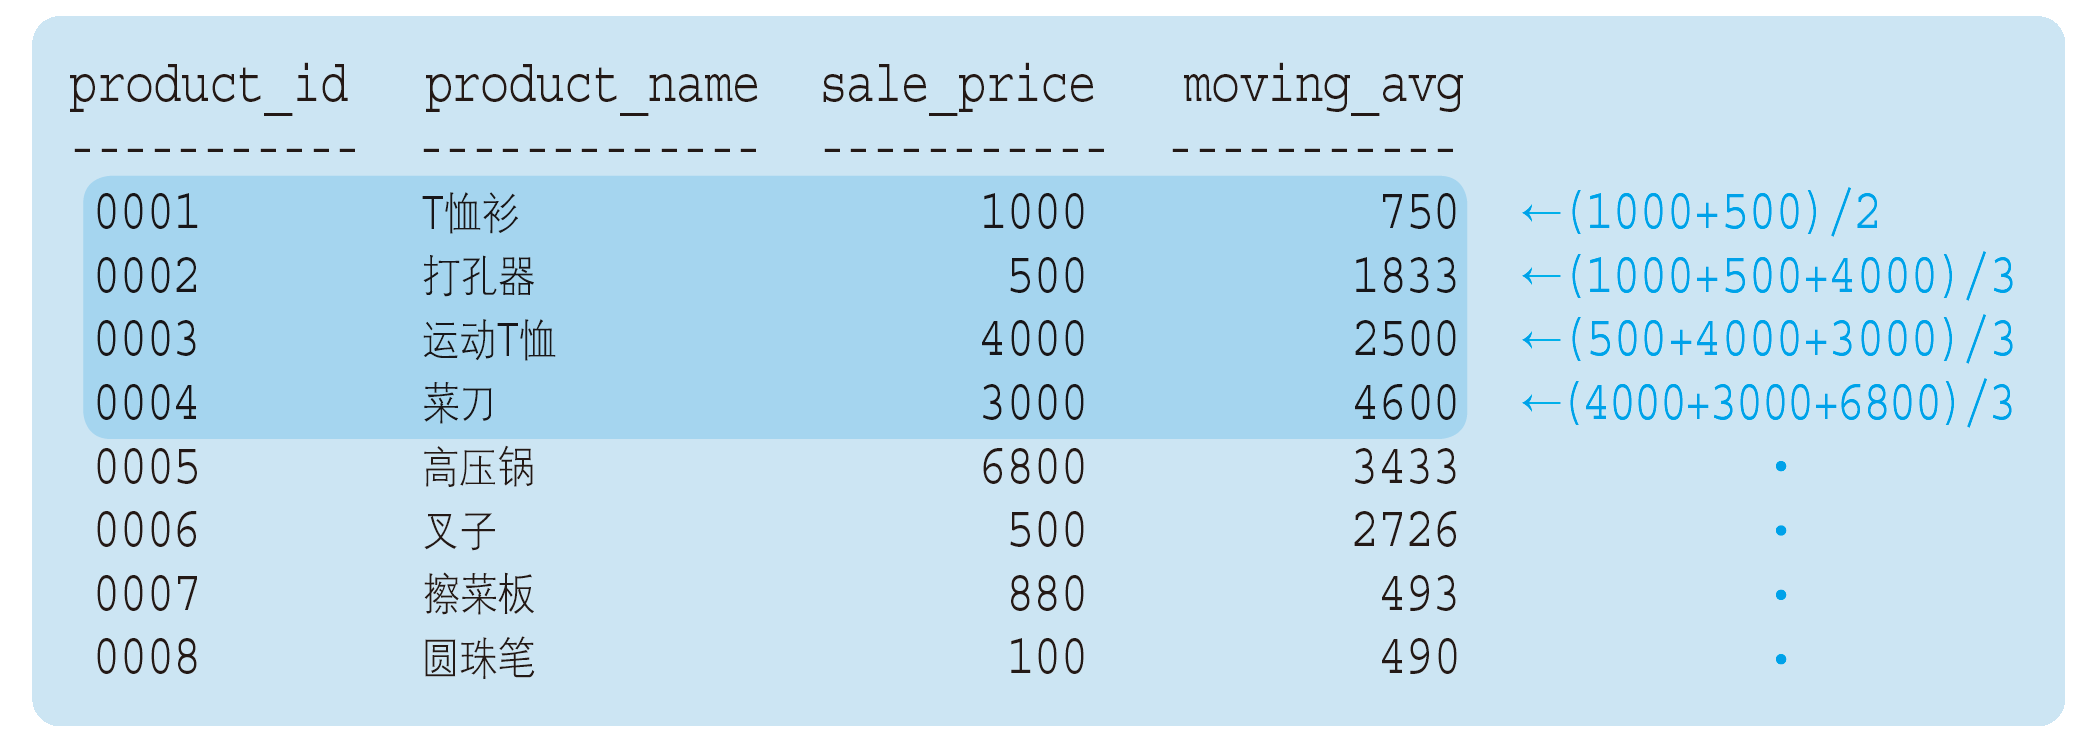 product_id product_name sale_price moving_avg
----------- ------------- ----------- -----------
0001 T恤衫 1000 750 ←(1000+500)/2
0002 打孔器 500 1833 ←(1000+500+4000)/3
0003 运动T恤 4000 2500 ←(500+4000+3000)/3
0004 菜刀 3000 4600 ←(4000+3000+6800)/3
0005 高压锅 6800 3433 •
0006 叉子 500 2726 •
0007 擦菜板 880 493 •
0008 圆珠笔 100 490 •